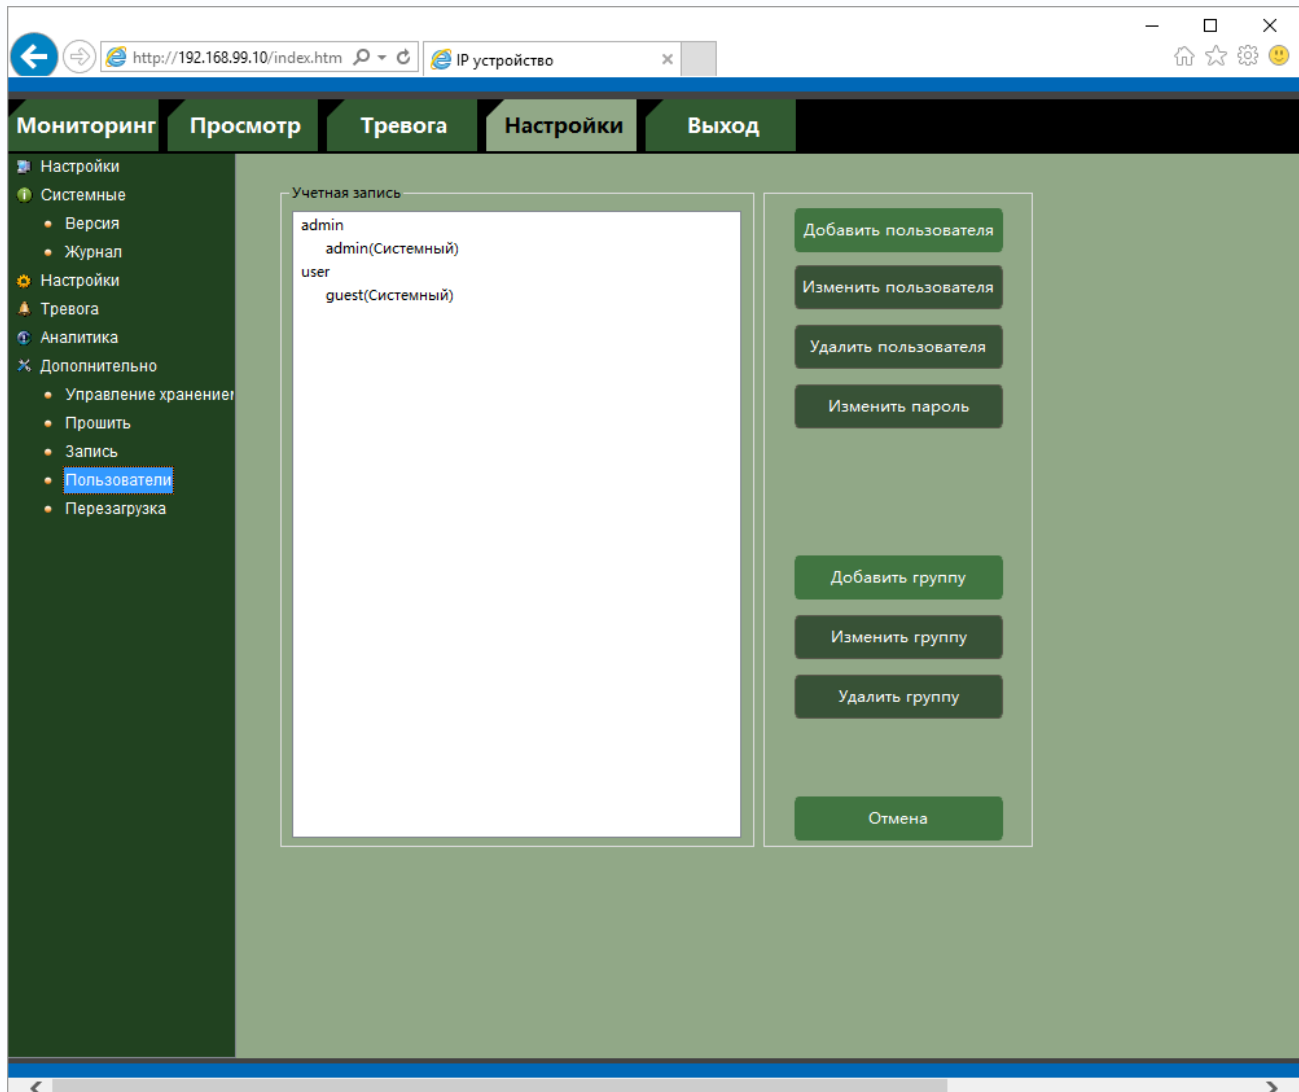 http://192.168.99.10/index.htm
IP устройство
Мониторинг
Просмотр
Тревога
Настройки
Выход
Настройки
Системные
Версия
Журнал
Настройки
Тревога
Аналитика
Дополнительно
Управление хранением
Прошить
Запись
Пользователи
Перезагрузка
Учетная запись
admin
admin(Системный)
user
guest(Системный)
Добавить пользователя
Изменить пользователя
Удалить пользователя
Изменить пароль
Добавить группу
Изменить группу
Удалить группу
Отмена